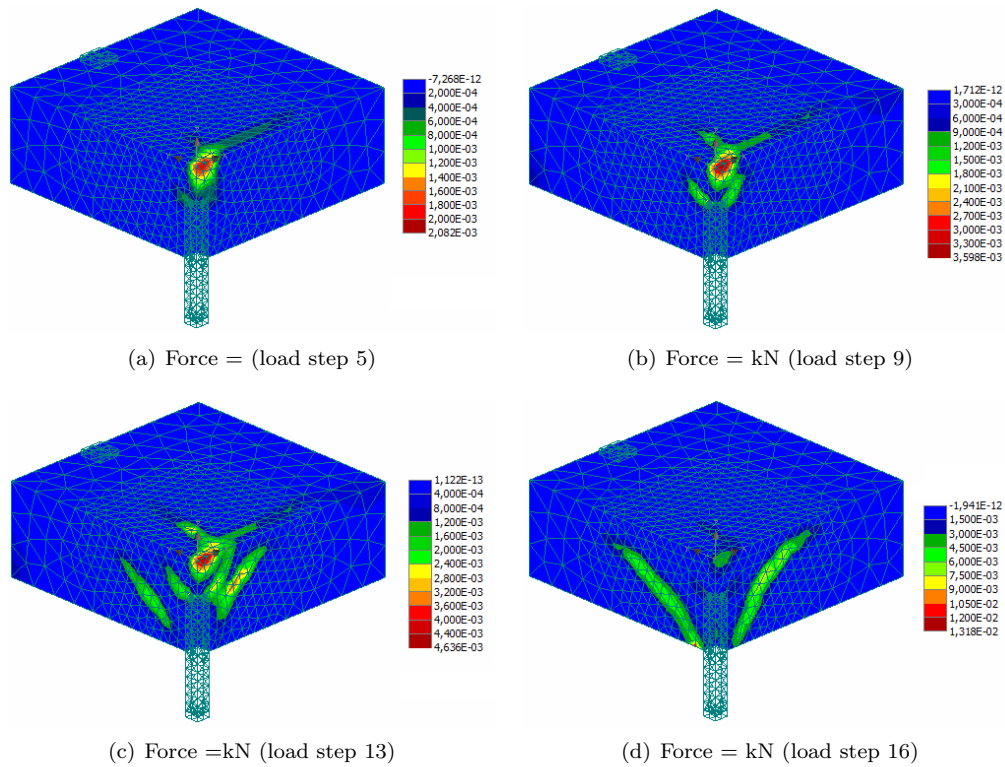 -7,268E-12
2,000E-04
4,000E-04
6,000E-04
8,000E-04
1,000E-03
1,200E-03
1,400E-03
1,600E-03
1,800E-03
2,000E-03
2,082E-03
1,712E-12
3,000E-04
6,000E-04
9,000E-04
1,200E-03
1,500E-03
1,800E-03
2,100E-03
2,400E-03
2,700E-03
3,000E-03
3,300E-03
3,598E-03
(a) Force = (load step 5)
(b) Force = kN (load step 9)
1,122E-13
4,000E-04
8,000E-04
1,200E-03
1,600E-03
2,000E-03
2,400E-03
2,800E-03
3,200E-03
3,600E-03
4,000E-03
4,400E-03
4,636E-03
-1,941E-12
1,500E-03
3,000E-03
4,500E-03
6,000E-03
7,500E-03
9,000E-03
1,050E-02
1,200E-02
1,318E-02
(c) Force =kN (load step 13)
(d) Force = kN (load step 16)